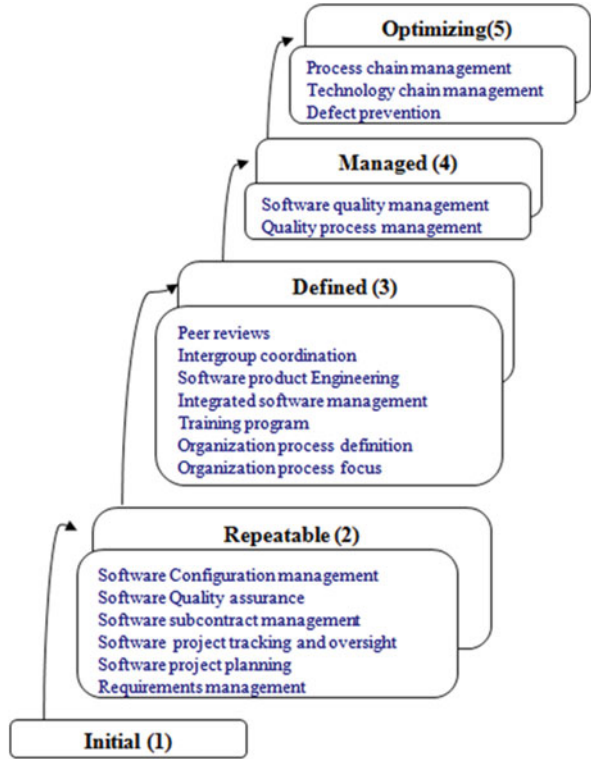 Optimizing(5)
Process chain management
Technology chain management
Defect prevention
Managed (4)
Software quality management
Quality process management
Defined (3)
Peer reviews
Intergroup coordination
Software product Engineering
Integrated software management
Training program
Organization process definition
Organization process focus
Repeatable (2)
Software Configuration management
Software Quality assurance
Software subcontract management
Software project tracking and oversight
Software project planning
Requirements management
Initial (1)